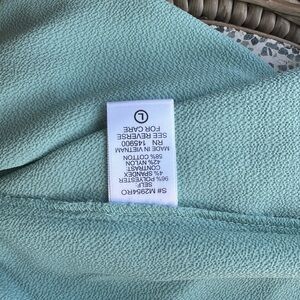 S# M2954RO
SELF:
96% POLYESTER
4% SPANDEX
CONTRAST:
42% NYLON
58% COTTON
MADE IN VIETNAM
RN 145900
SEE REVERSE
FOR CARE
L